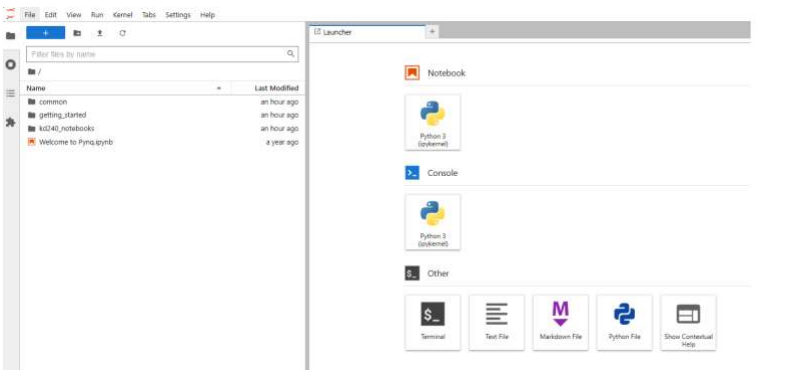 File Edit View Run Kernel Tabs Settings Help
Launcher
Filter files by name
/
Name Last Modified
common an hour ago
getting_started an hour ago
kd240_notebooks an hour ago
Welcome to Pynq.ipynb a year ago
Notebook
Python 3
(ipykernel)
Console
Python 3
(ipykernel)
$_ Other
$_ M
Terminal Text File Markdown File Python File Show Contextual
Help